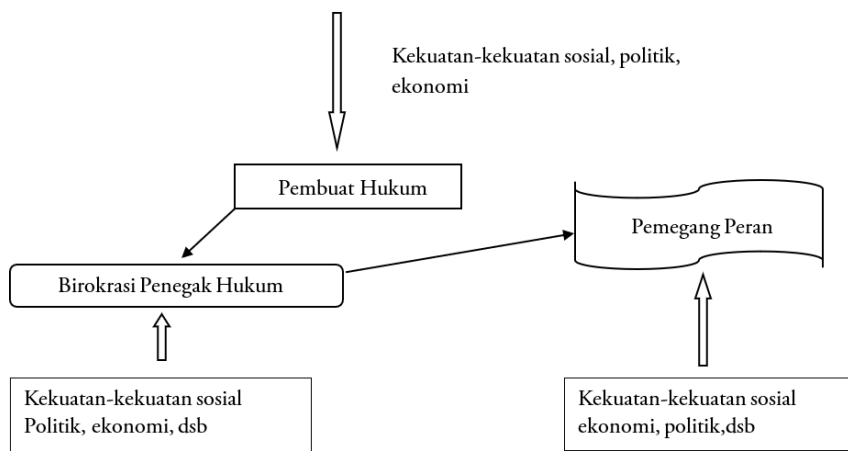 Kekuatan-kekuatan sosial, politik,
ekonomi
Pembuat Hukum
Pemegang Peran
Birokrasi Penegak Hukum
Kekuatan-kekuatan sosial
Politik, ekonomi, dsb
Kekuatan-kekuatan sosial
ekonomi, politik,dsb